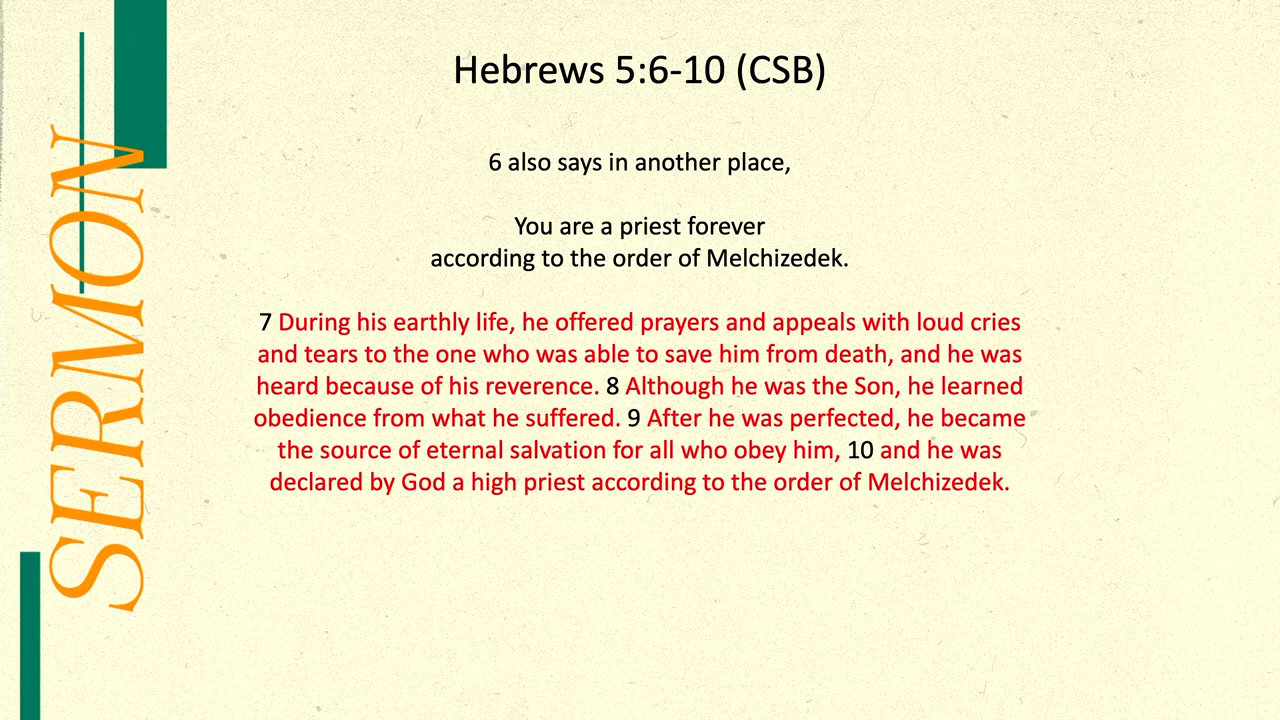 SERMON
Hebrews 5:6-10 (CSB)
6 also says in another place,
You are a priest forever
according to the order of Melchizedek.
7 During his earthly life, he offered prayers and appeals with loud cries
and tears to the one who was able to save him from death, and he was
heard because of his reverence. 8 Although he was the Son, he learned
obedience from what he suffered. 9 After he was perfected, he became
the source of eternal salvation for all who obey him, 10 and he was
declared by God a high priest according to the order of Melchizedek.